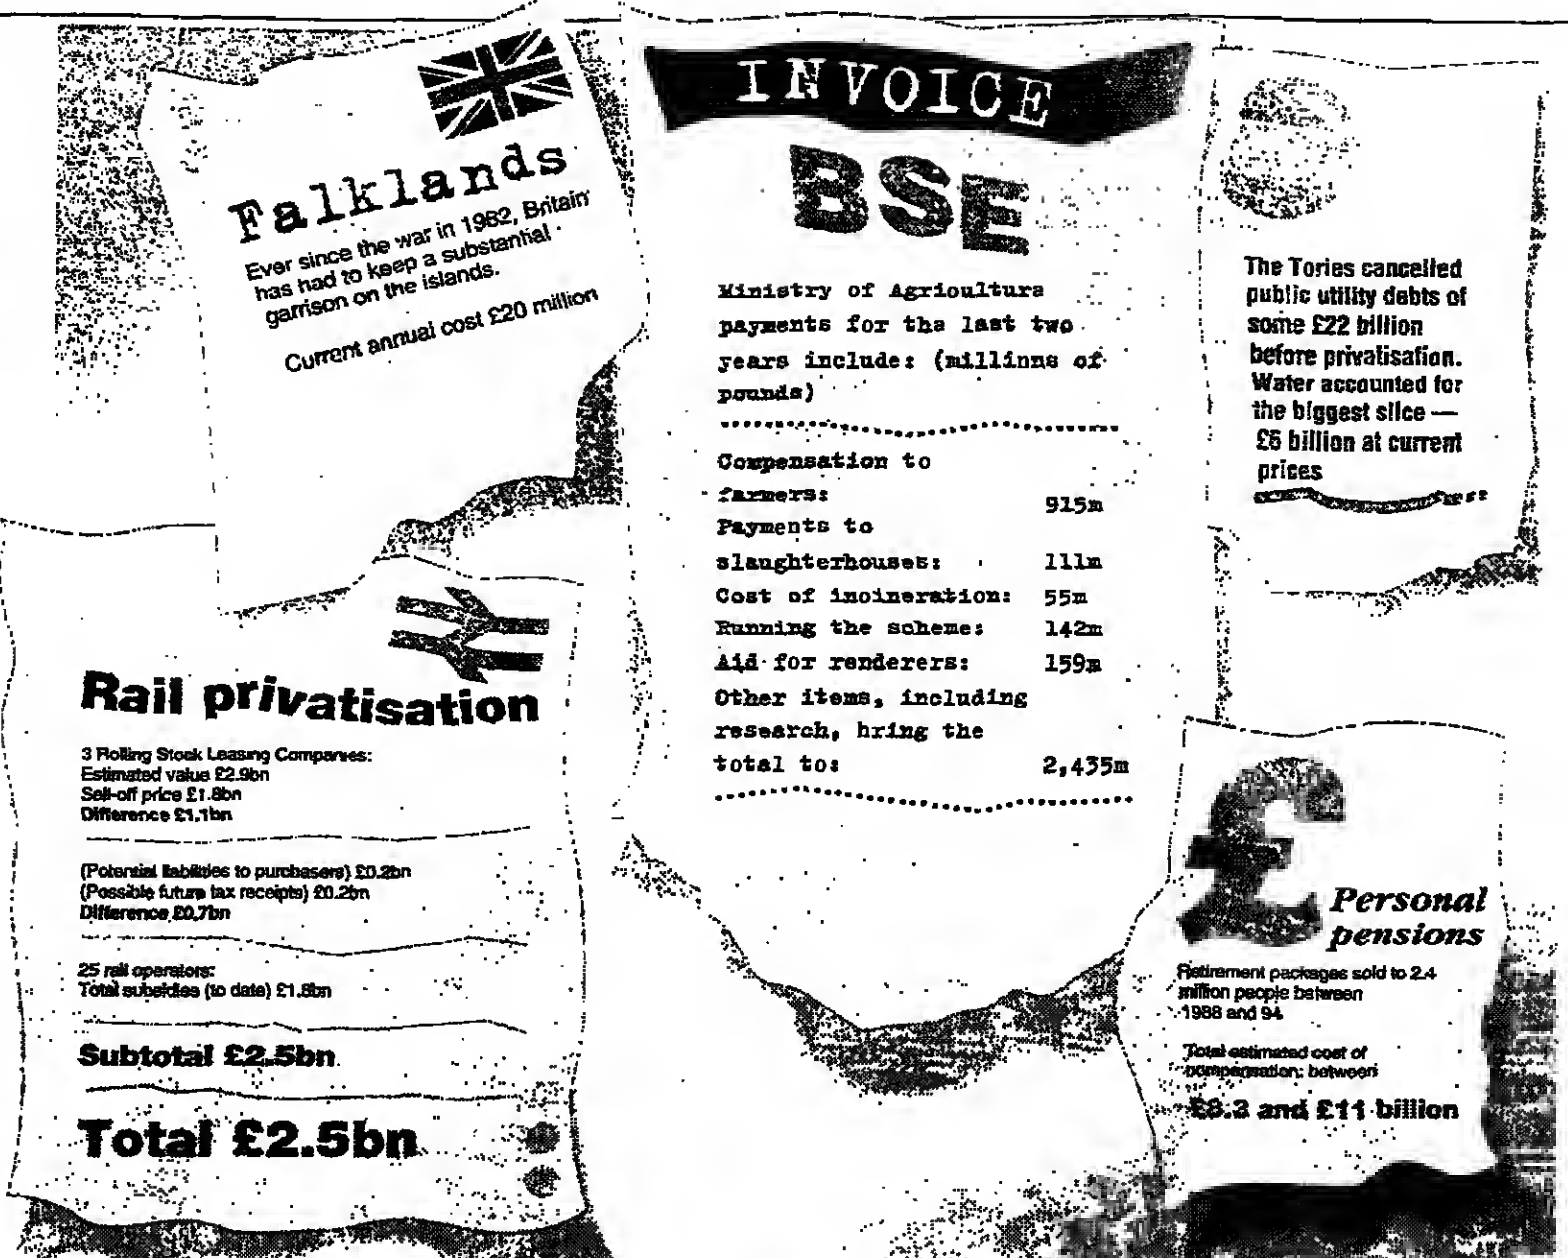 Falklands
Ever since the war in 1982, Britain
has had to keep a substantial
garrison on the islands.
Current annual cost £20 million
INVOICE
BSE
Ministry of Agriculture
payments for the last two
years include: (millinns of
pounds)
Compensation to
farmers: 915m
Payments to
slaughterhouses: 111m
Cost of incineration: 55m
Running the scheme: 142m
Aid for renderers: 159m
Other items, including
research, bring the
total to: 2,435m
The Tories cancelled
public utility debts of
some £22 billion
before privatisation.
Water accounted for
the biggest slice —
£6 billion at current
prices
Rail privatisation
3 Rolling Stock Leasing Companies:
Estimated value £2.9bn
Sell-off price £1.8bn
Difference £1.1bn
(Potential liabilities to purchasers) £0.2bn
(Possible future tax receipts) £0.2bn
Difference £0.7bn
25 rail operators:
Total subsidies (to date) £1.8bn
Subtotal £2.5bn
Total £2.5bn
£
Personal
pensions
Retirement packages sold to 2.4
million people between
1988 and 94
Total estimated cost of
compensation: between
£8.3 and £11 billion